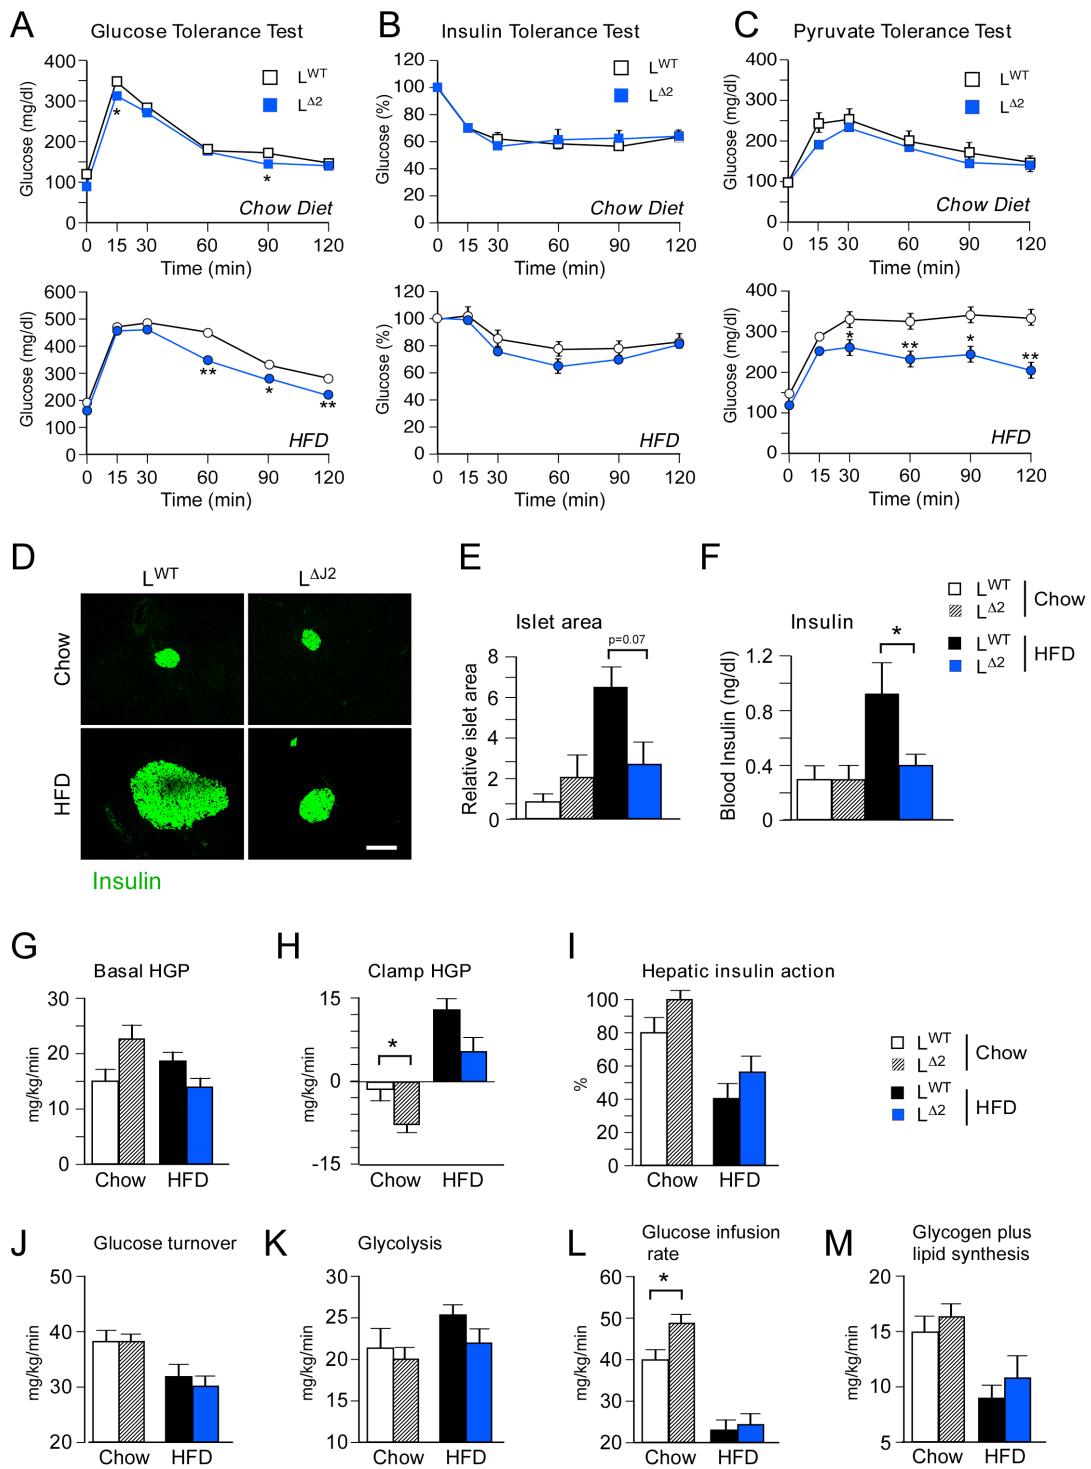 A
Glucose Tolerance Test
Glucose (mg/dl)
400
300
200
100
0
LWT
LΔ2
*
*
Chow Diet
0 15 30 60 90 120
Time (min)
Glucose (mg/dl)
600
500
400
300
200
100
0
**
*
**
HFD
0 15 30 60 90 120
Time (min)
B
Insulin Tolerance Test
Glucose (%)
120
100
80
60
40
20
0
LWT
LΔ2
Chow Diet
0 15 30 60 90 120
Time (min)
Glucose (%)
120
100
80
60
40
20
0
HFD
0 15 30 60 90 120
Time (min)
C
Pyruvate Tolerance Test
Glucose (mg/dl)
400
300
200
100
0
LWT
LΔ2
Chow Diet
0 15 30 60 90 120
Time (min)
Glucose (mg/dl)
400
300
200
100
0
*
**
*
**
HFD
0 15 30 60 90 120
Time (min)
D
LWT
LΔJ2
Chow
HFD
Insulin
E
Islet area
p=0.07
Relative islet area
8
6
4
2
0
F
Insulin
*
Blood Insulin (ng/dl)
1.2
0.8
0.4
0
LWT
LΔ2
Chow
LWT
LΔ2
HFD
G
Basal HGP
mg/kg/min
30
20
10
0
Chow HFD
H
Clamp HGP
mg/kg/min
15
0
-15
*
Chow HFD
I
Hepatic insulin action
%
100
80
60
40
20
0
Chow HFD
LWT
LΔ2
Chow
LWT
LΔ2
HFD
J
Glucose turnover
mg/kg/min
50
40
30
20
Chow HFD
K
Glycolysis
mg/kg/min
30
25
20
15
10
Chow HFD
L
Glucose infusion
rate
mg/kg/min
60
50
40
30
20
*
Chow HFD
M
Glycogen plus
lipid synthesis
mg/kg/min
20
15
10
5
Chow HFD